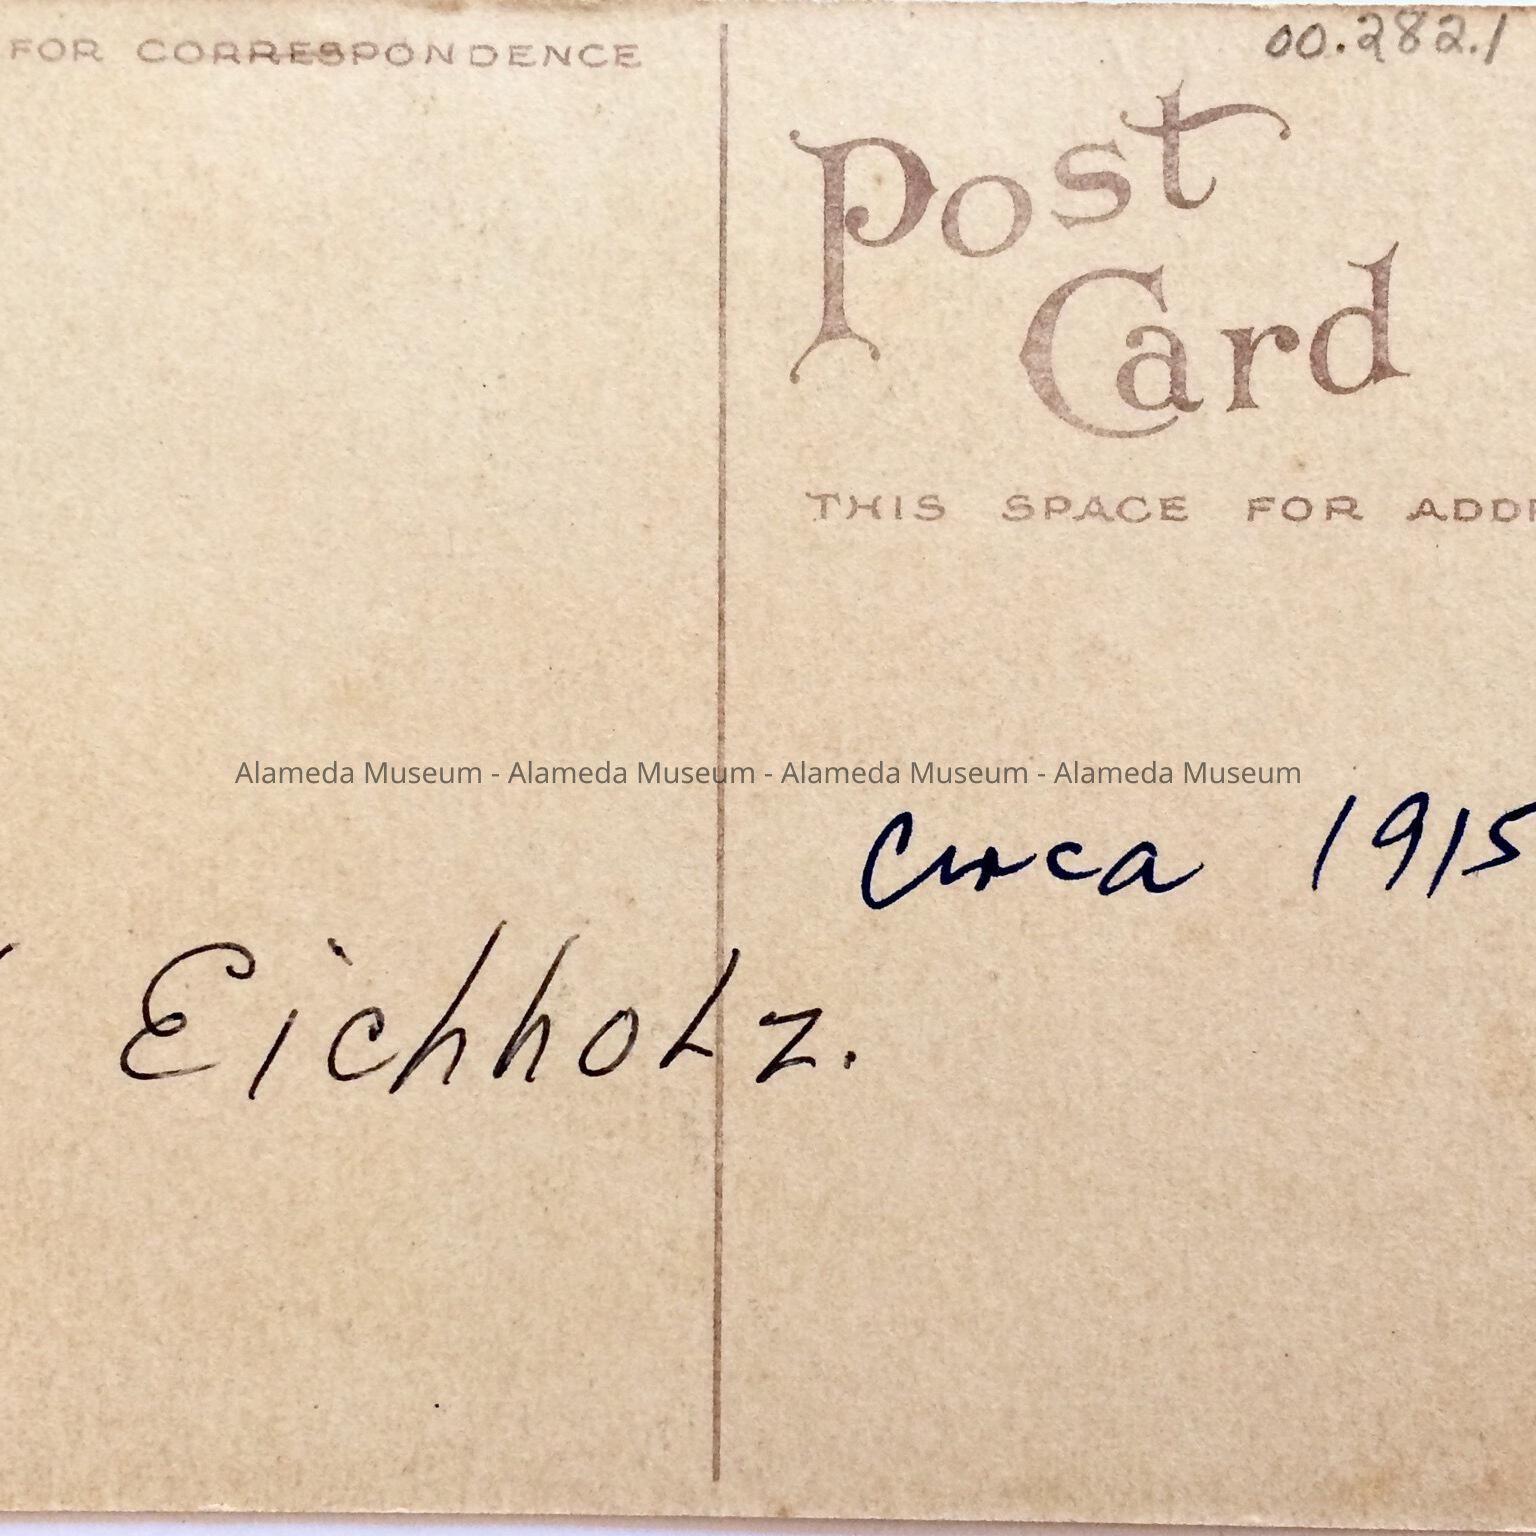 FOR CORRESPONDENCE
00.282.1
Post
Card
THIS SPACE FOR
Alameda Museum - Alameda Museum - Alameda Museum - Alameda Museum
circa 1915
Eichholz.